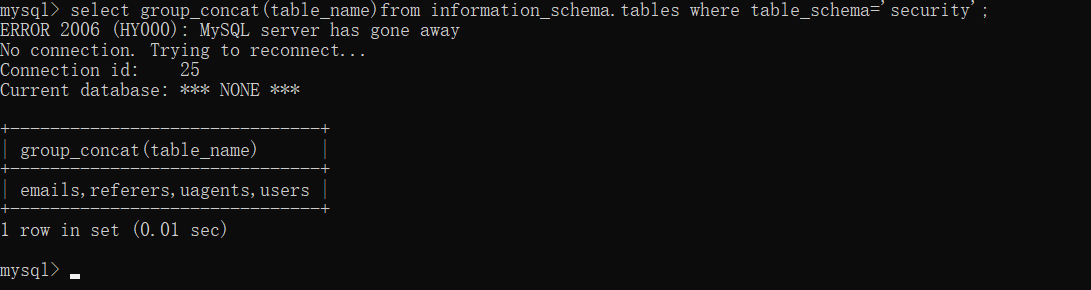 mysql> select group_concat(table_name)from information_schema.tables where table_schema='security';
ERROR 2006 (HY000): MySQL server has gone away
No connection. Trying to reconnect...
Connection id:    25
Current database: *** NONE ***

+-------------------------------+
| group_concat(table_name)      |
+-------------------------------+
| emails,referers,uagents,users |
+-------------------------------+
1 row in set (0.01 sec)

mysql>